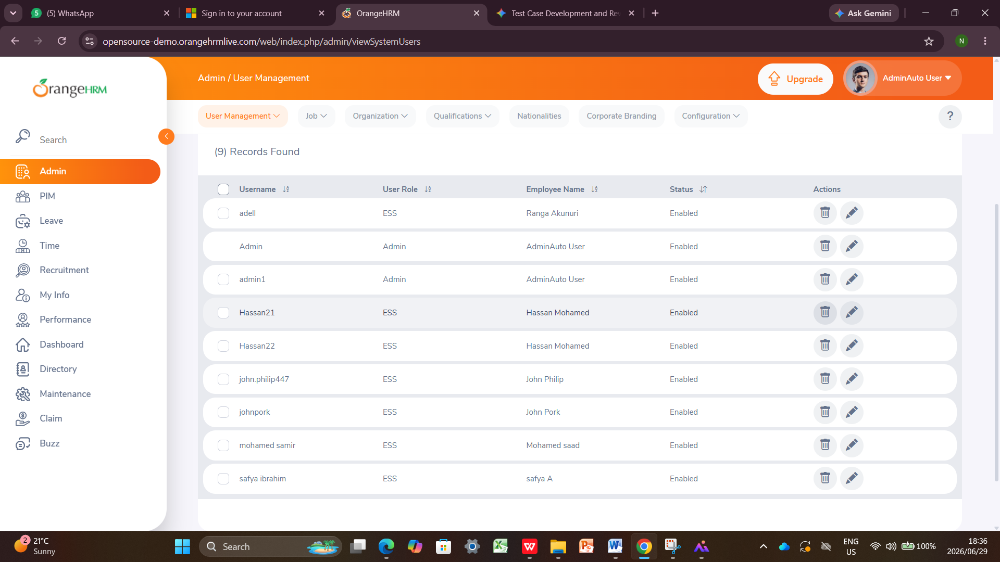 5 (5) WhatsApp
Sign in to your account
OrangeHRM
Test Case Development and Re
Ask Gemini
opensource-demo.orangehrmlive.com/web/index.php/admin/viewSystemUsers
N
OrangeHRM
Admin / User Management
Upgrade
AdminAuto User
User Management
Job
Organization
Qualifications
Nationalities
Corporate Branding
Configuration
?
Search
Admin
PIM
Leave
Time
Recruitment
My Info
Performance
Dashboard
Directory
Maintenance
Claim
Buzz
(9) Records Found
Username User Role Employee Name Status Actions
adell ESS Ranga Akunuri Enabled
Admin Admin AdminAuto User Enabled
admin1 Admin AdminAuto User Enabled
Hassan21 ESS Hassan Mohamed Enabled
Hassan22 ESS Hassan Mohamed Enabled
john.philip447 ESS John Philip Enabled
johnpork ESS John Pork Enabled
mohamed samir ESS Mohamed saad Enabled
safya ibrahim ESS safya A Enabled
2 21°C
Sunny
Search
ENG
US
100%
18:36
2026/06/29